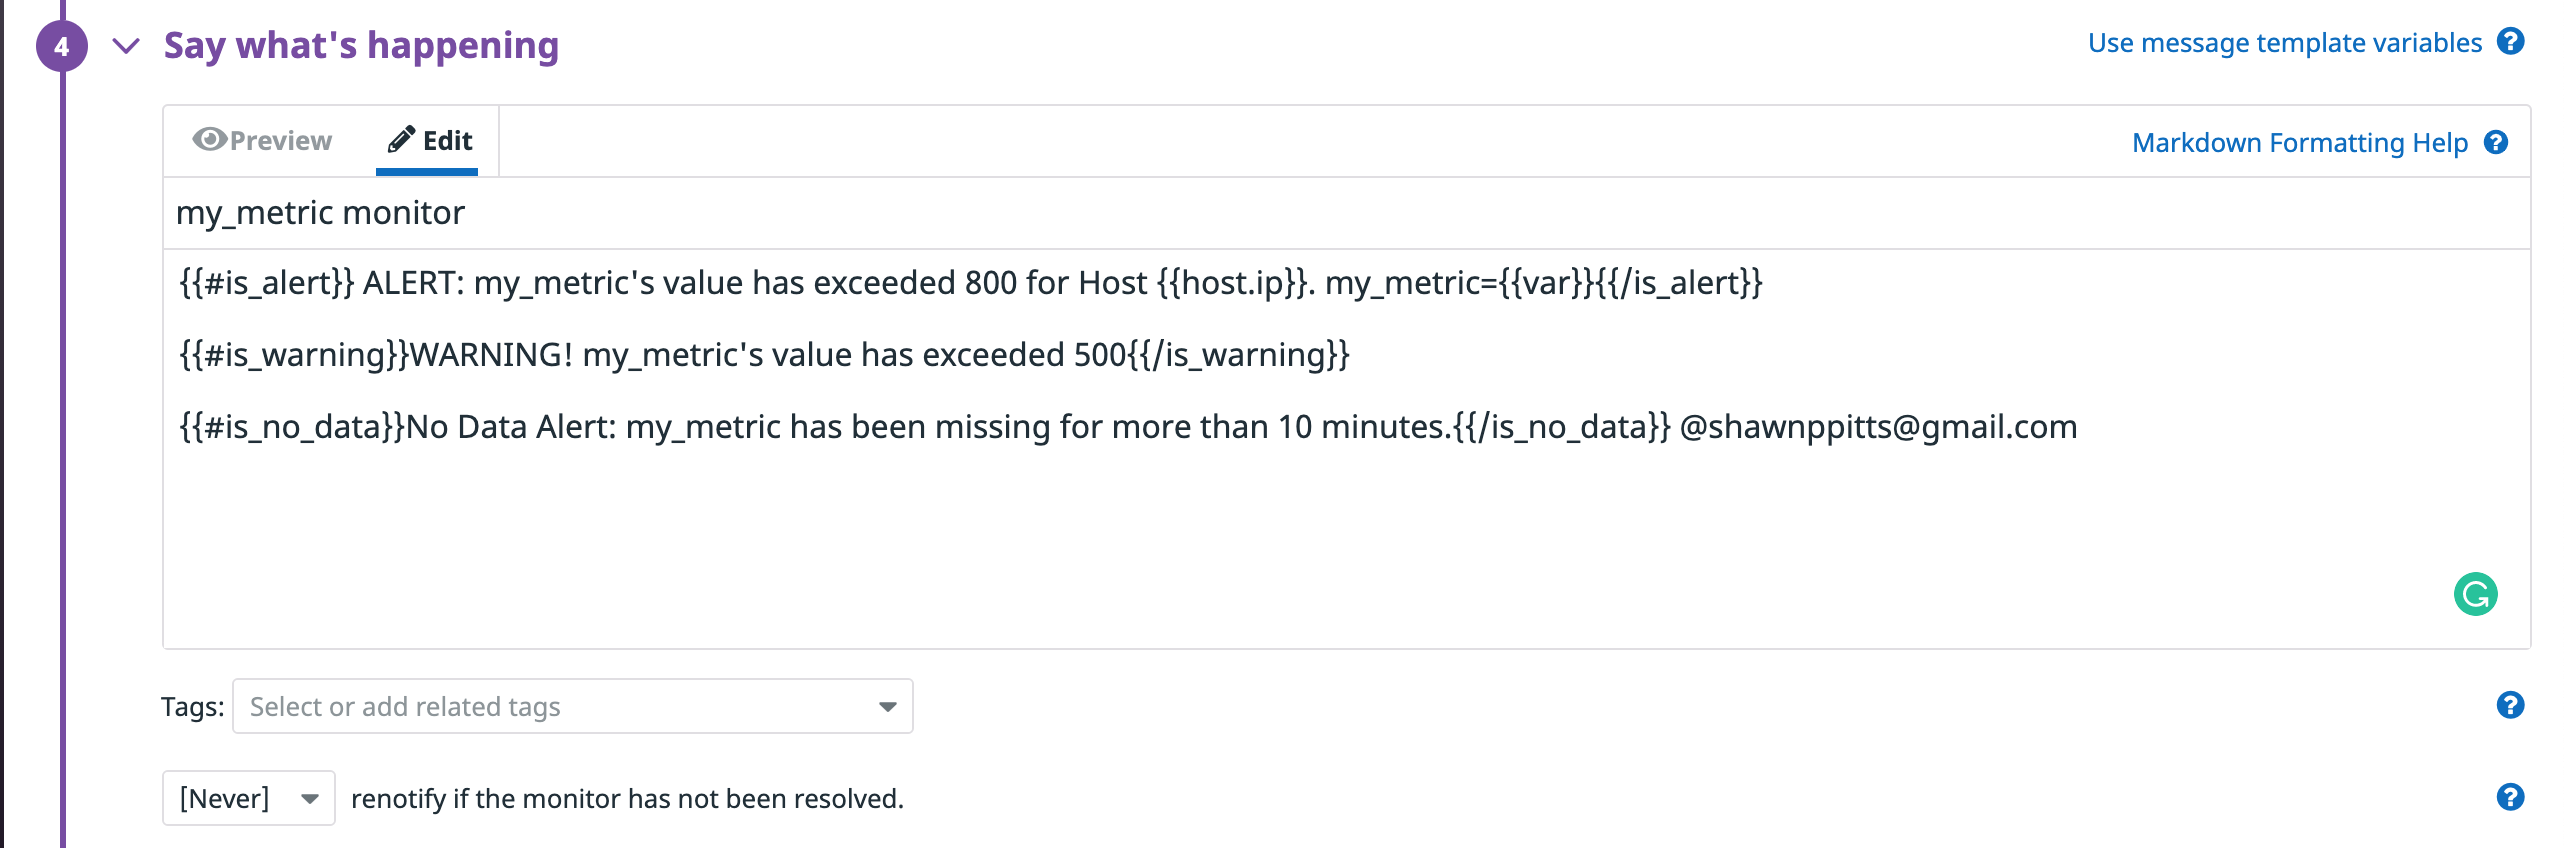 4 Say what's happening Use message template variables ?
Preview Edit Markdown Formatting Help ?
my_metric monitor
{{#is_alert}} ALERT: my_metric's value has exceeded 800 for Host {{host.ip}}. my_metric={{var}}{{/is_alert}}
{{#is_warning}}WARNING! my_metric's value has exceeded 500{{/is_warning}}
{{#is_no_data}}No Data Alert: my_metric has been missing for more than 10 minutes.{{/is_no_data}} @shawnppitts@gmail.com
Tags: Select or add related tags ?
[Never] renotify if the monitor has not been resolved. ?